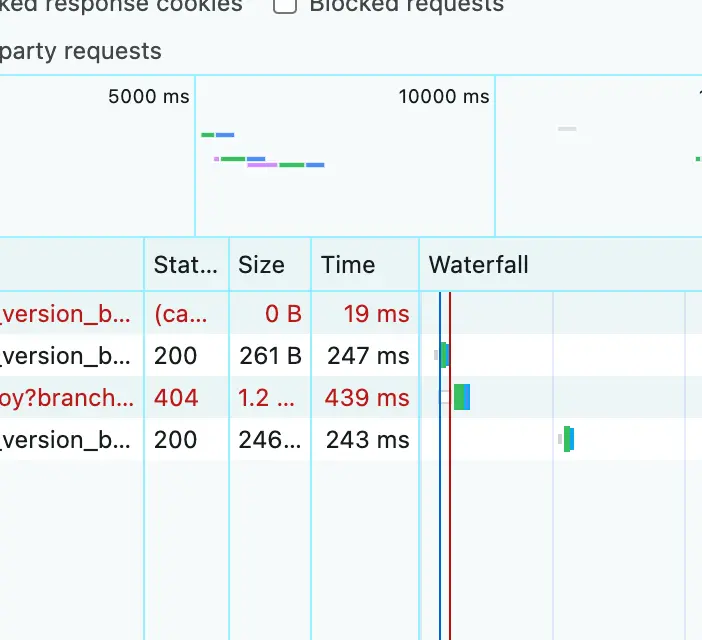 ked response cookies Blocked requests
party requests
5000 ms 10000 ms
Stat... Size Time Waterfall
_version_b... (ca... 0 B 19 ms
_version_b... 200 261 B 247 ms
oy?branch... 404 1.2 ... 439 ms
_version_b... 200 246... 243 ms